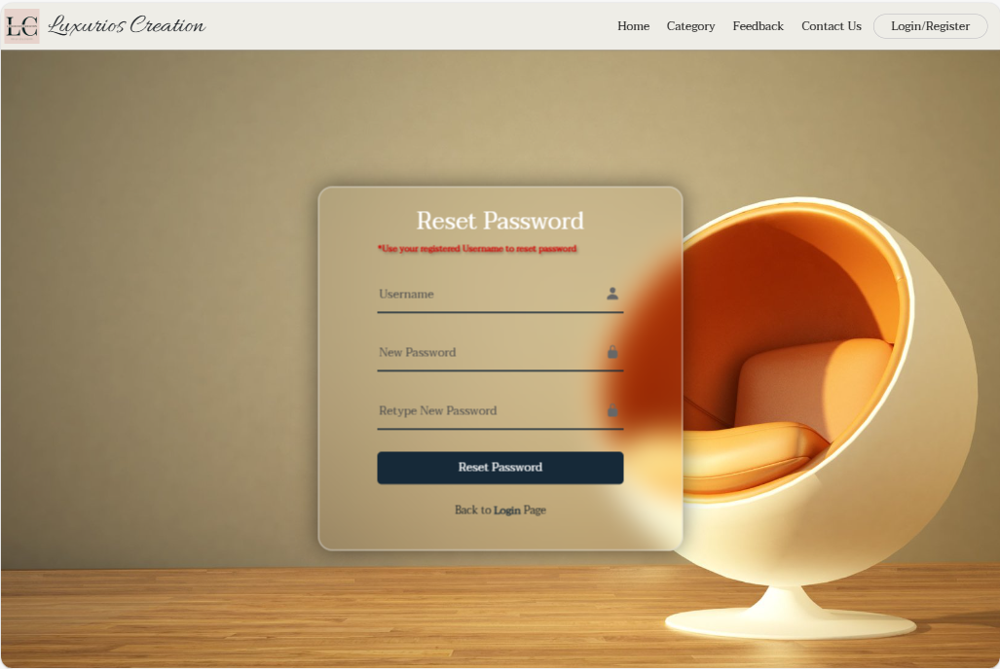 LC Luxurios Creation
Home Category Feedback Contact Us Login/Register
Reset Password
*Use your registered Username to reset password
Username
New Password
Retype New Password
Reset Password
Back to Login Page